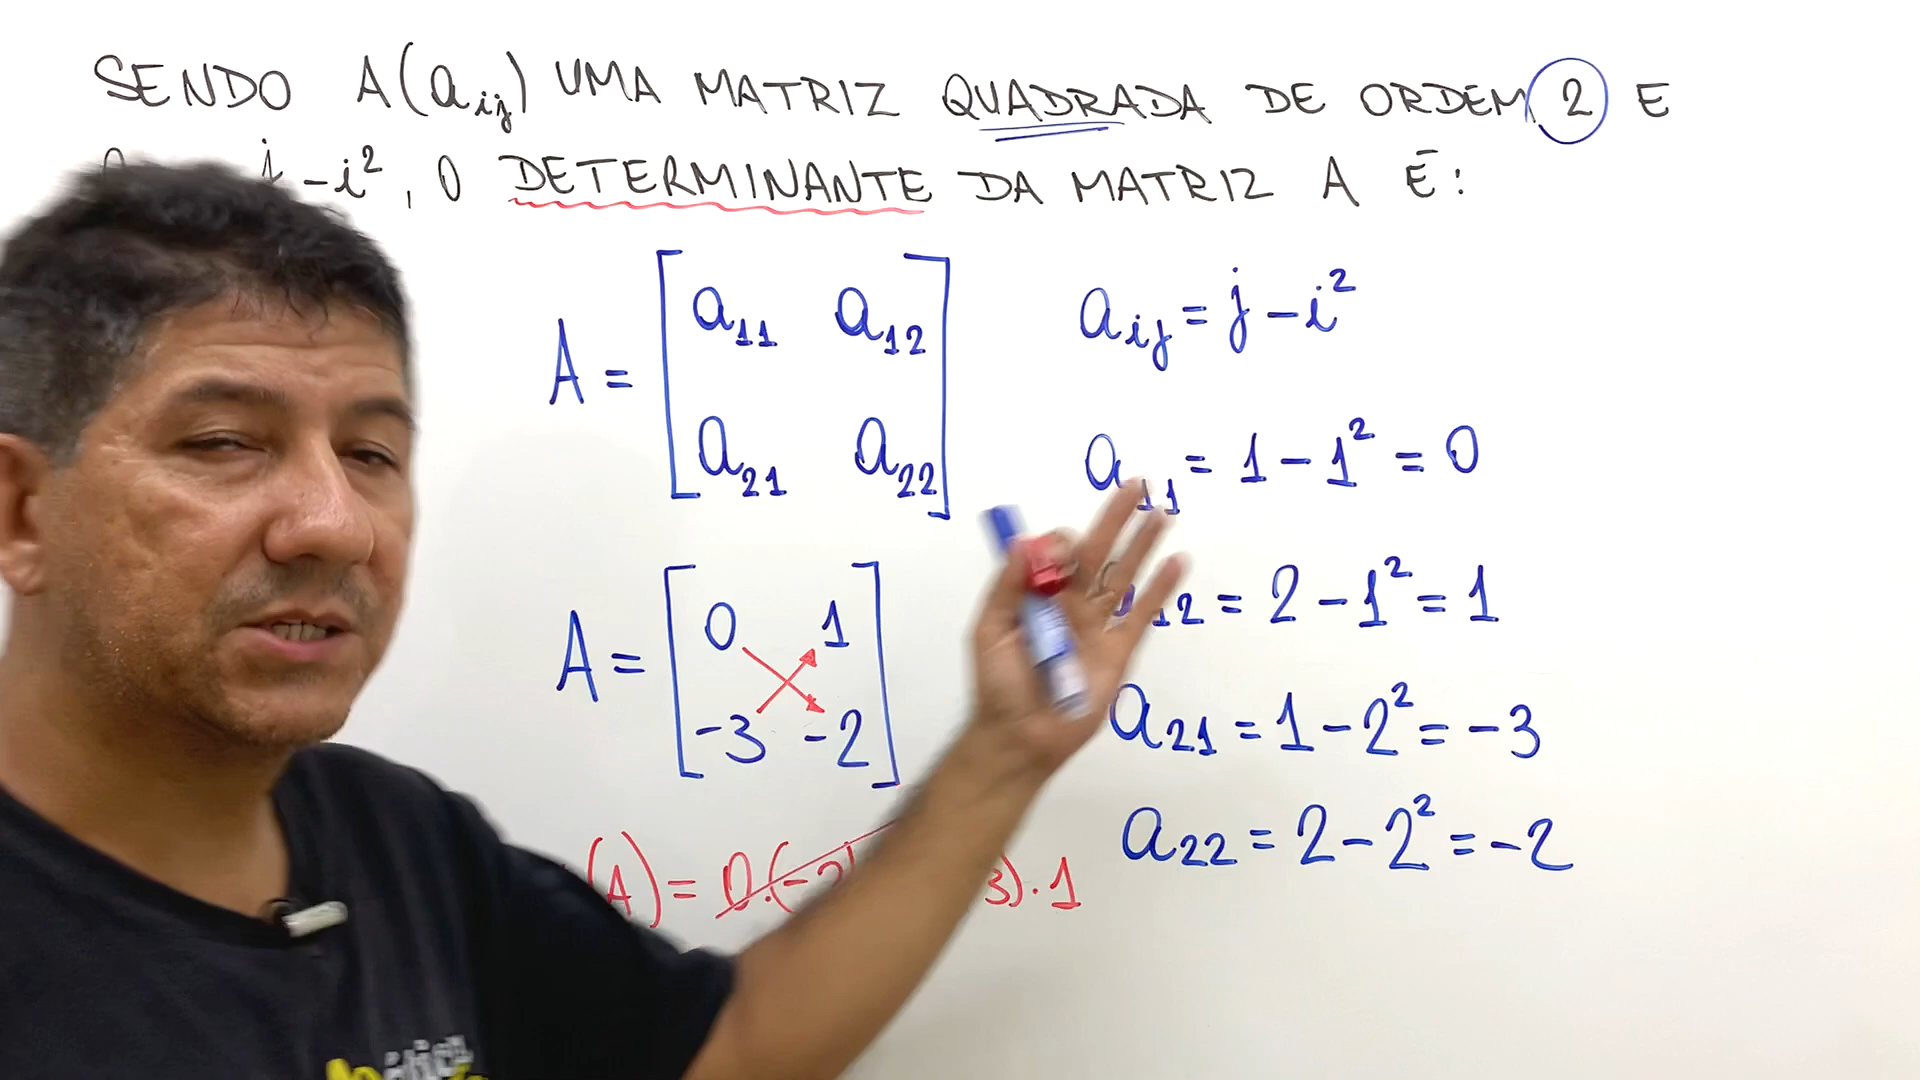 SENDO A(aij) UMA MATRIZ QUADRADA DE ORDEM 2 E
j-i², O DETERMINANTE DA MATRIZ A É:
A = [a11 a12
a21 a22]
aij = j-i²
a11 = 1-1² = 0
12 = 2-1² = 1
a21 = 1-2² = -3
a22 = 2-2² = -2
A = [0 1
-3 -2]
(A) = 0.(-2) 3).1